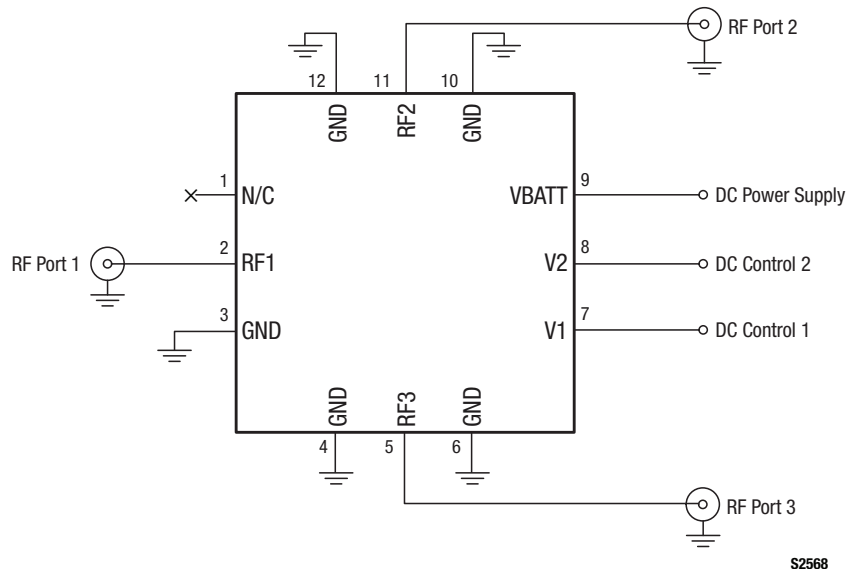 RF Port 2
12
11
10
GND
RF2
GND
1
N/C
VBATT
9
DC Power Supply
RF Port 1
2
RF1
V2
8
DC Control 2
3
GND
V1
7
DC Control 1
GND
RF3
GND
4
5
6
RF Port 3
S2568